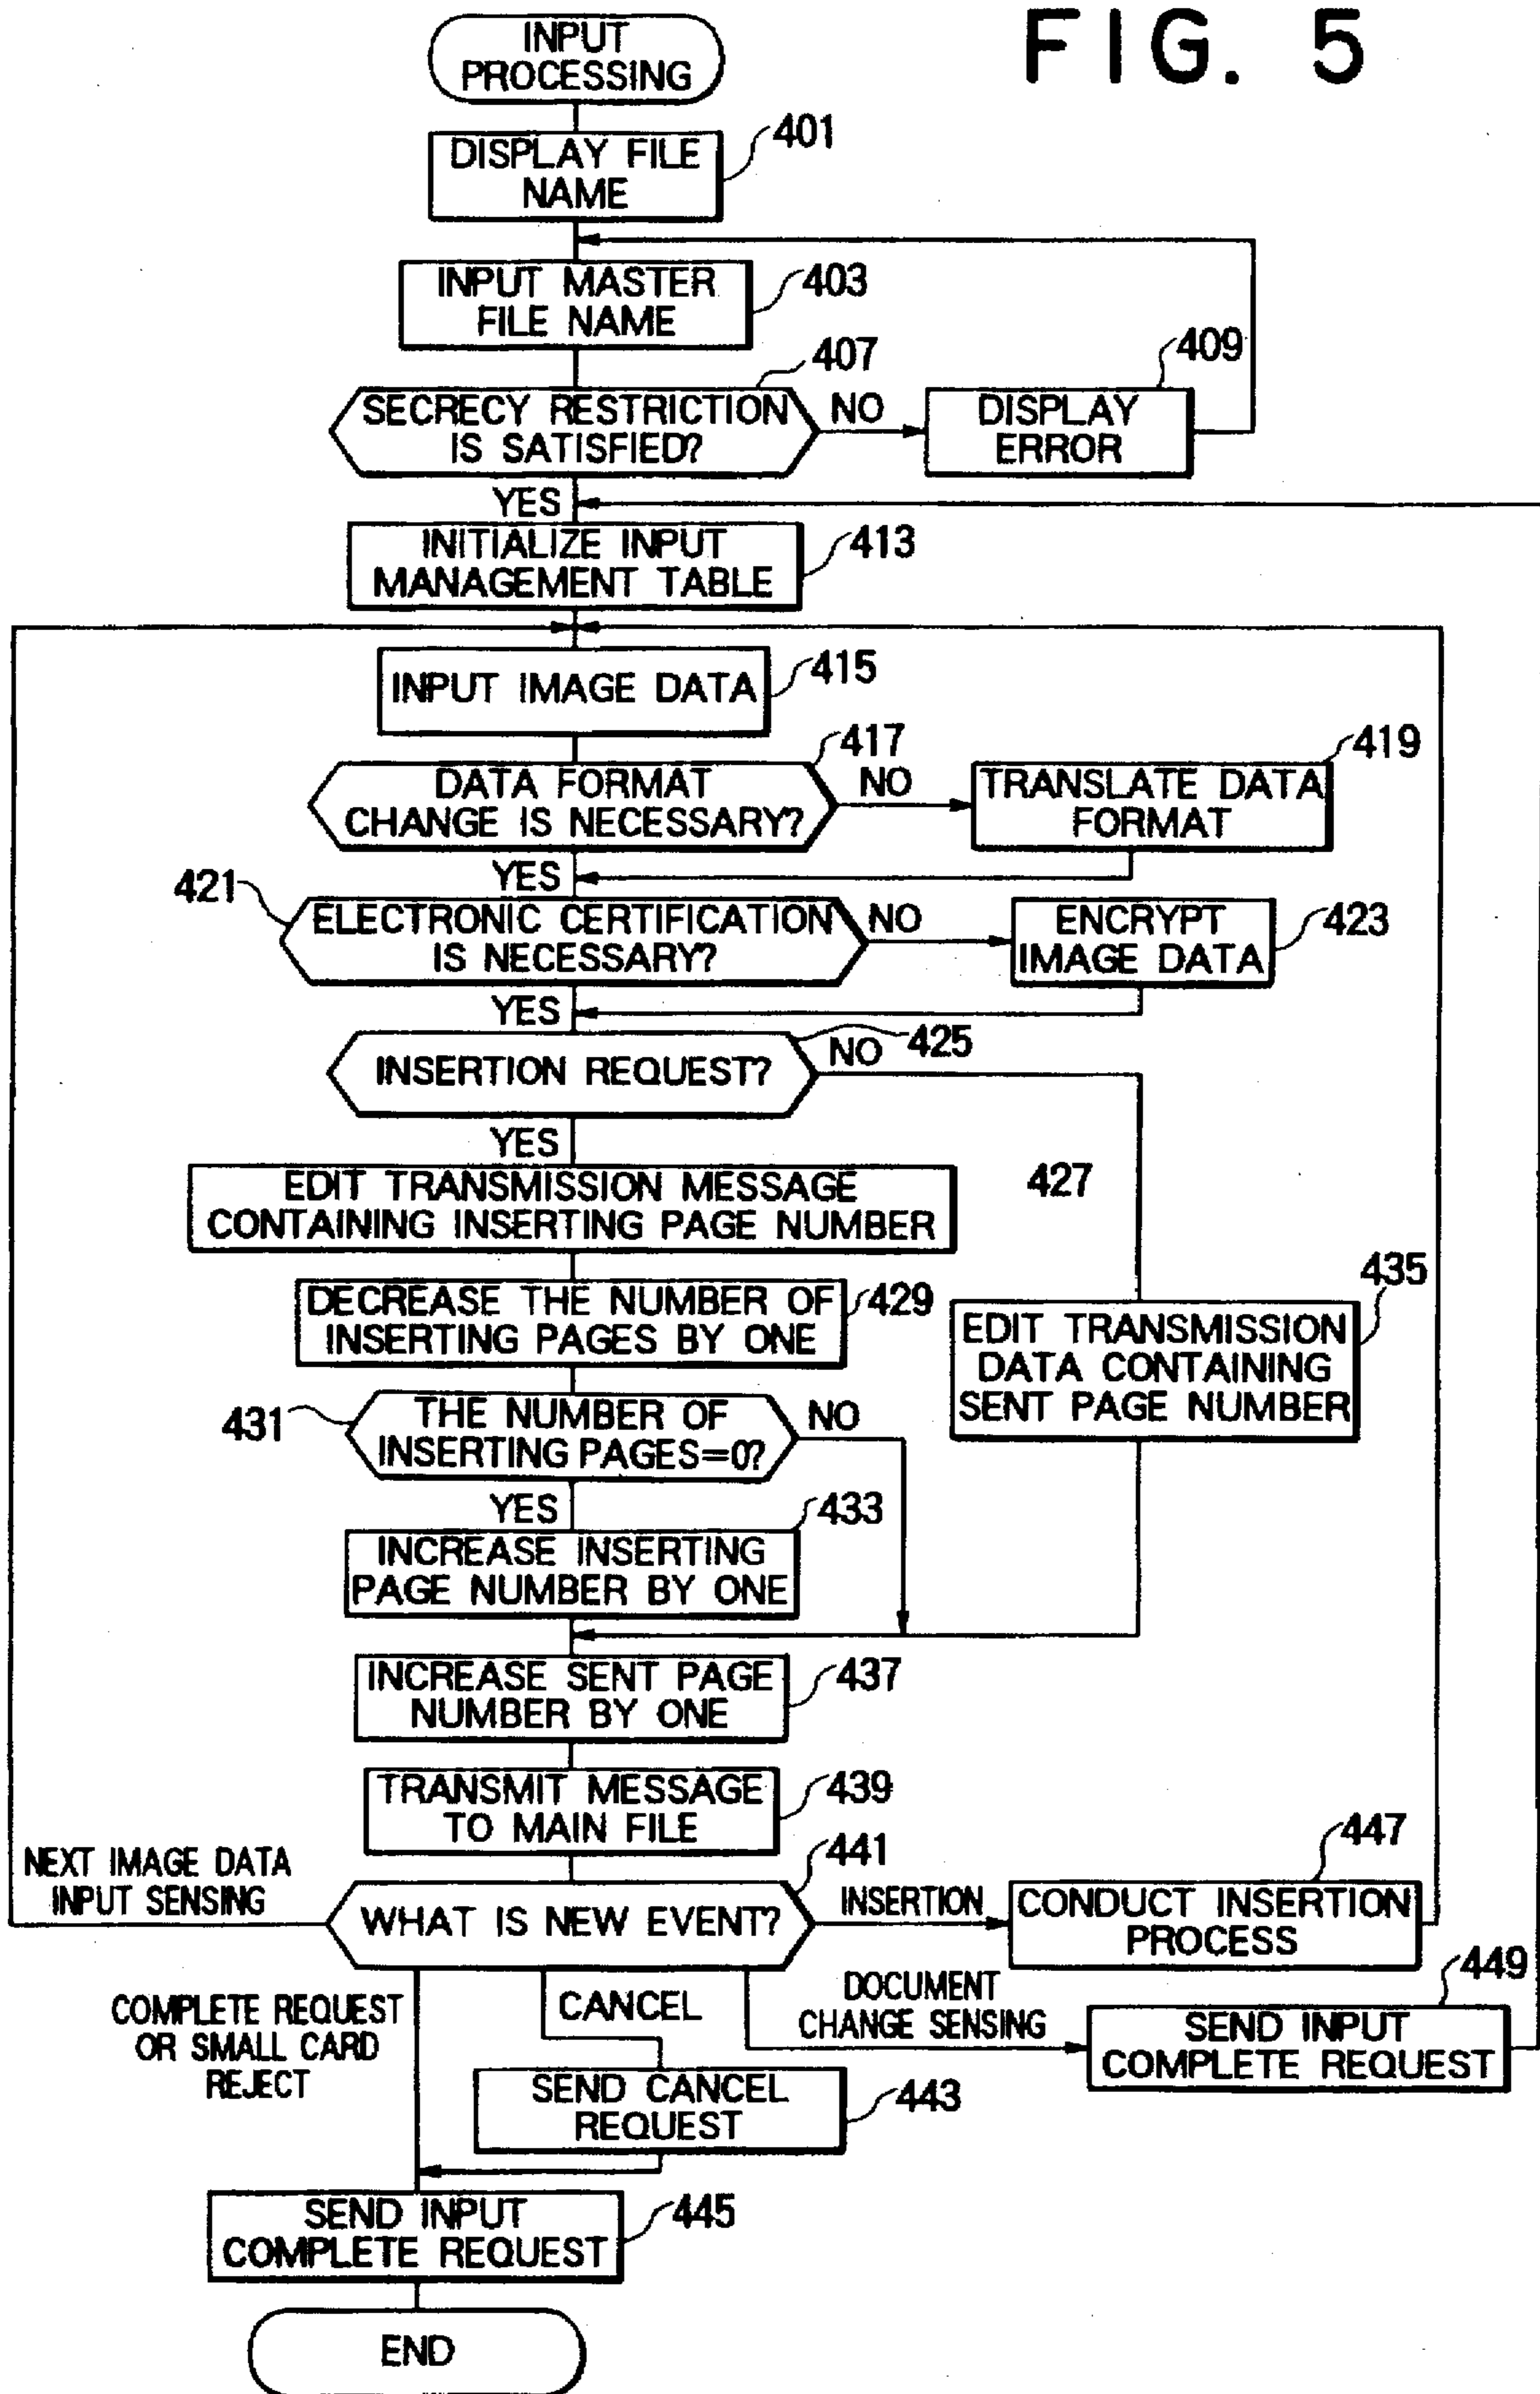 FIG. 5
INPUT
PROCESSING
401
DISPLAY FILE
NAME
INPUT MASTER
FILE NAME
403
407
SECRECY RESTRICTION
IS SATISFIED?
NO
409
DISPLAY
ERROR
YES
INITIALIZE INPUT
MANAGEMENT TABLE
413
INPUT IMAGE DATA
415
417
DATA FORMAT
CHANGE IS NECESSARY?
NO
419
TRANSLATE DATA
FORMAT
YES
421
ELECTRONIC CERTIFICATION
IS NECESSARY?
NO
ENCRYPT
IMAGE DATA
423
YES
425
INSERTION REQUEST?
NO
YES
EDIT TRANSMISSION MESSAGE
CONTAINING INSERTING PAGE NUMBER
427
DECREASE THE NUMBER OF
INSERTING PAGES BY ONE
429
435
EDIT TRANSMISSION
DATA CONTAINING
SENT PAGE NUMBER
431
THE NUMBER OF
INSERTING PAGES=0?
NO
YES
433
INCREASE INSERTING
PAGE NUMBER BY ONE
INCREASE SENT PAGE
NUMBER BY ONE
437
TRANSMIT MESSAGE
TO MAIN FILE
439
NEXT IMAGE DATA
INPUT SENSING
441
WHAT IS NEW EVENT?
INSERTION
447
CONDUCT INSERTION
PROCESS
COMPLETE REQUEST
OR SMALL CARD
REJECT
CANCEL
DOCUMENT
CHANGE SENSING
449
SEND INPUT
COMPLETE REQUEST
SEND CANCEL
REQUEST
443
SEND INPUT
COMPLETE REQUEST
445
END